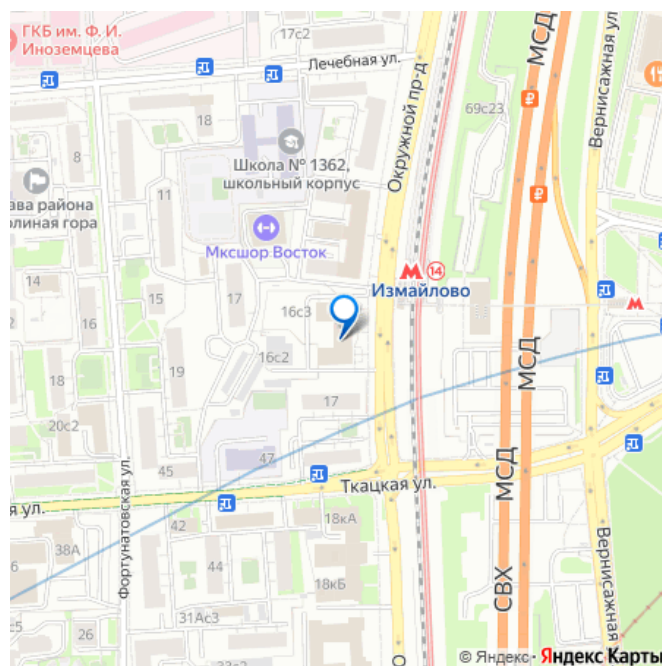 ГКБ им. Ф. И.
Иноземцева
17с2
Лечебная ул.
МСД
Вернисажная ул.
18
69с23
Окружной пр-д
Школа № 1362,
школьный корпус
11
ава района
олиная гора
Мксшор Восток
14
Измайлово
14
17
16с3
16
МСД
16с2
19
18
17
20с2
47
45
МСД
Ткацкая ул.
я ул.
Фортунатовская ул.
42
18кА
38А
44
6
18кБ
СВХ
Вернисажная
31Ас3
26
с5
О
© Яндекс Яндекс Карты